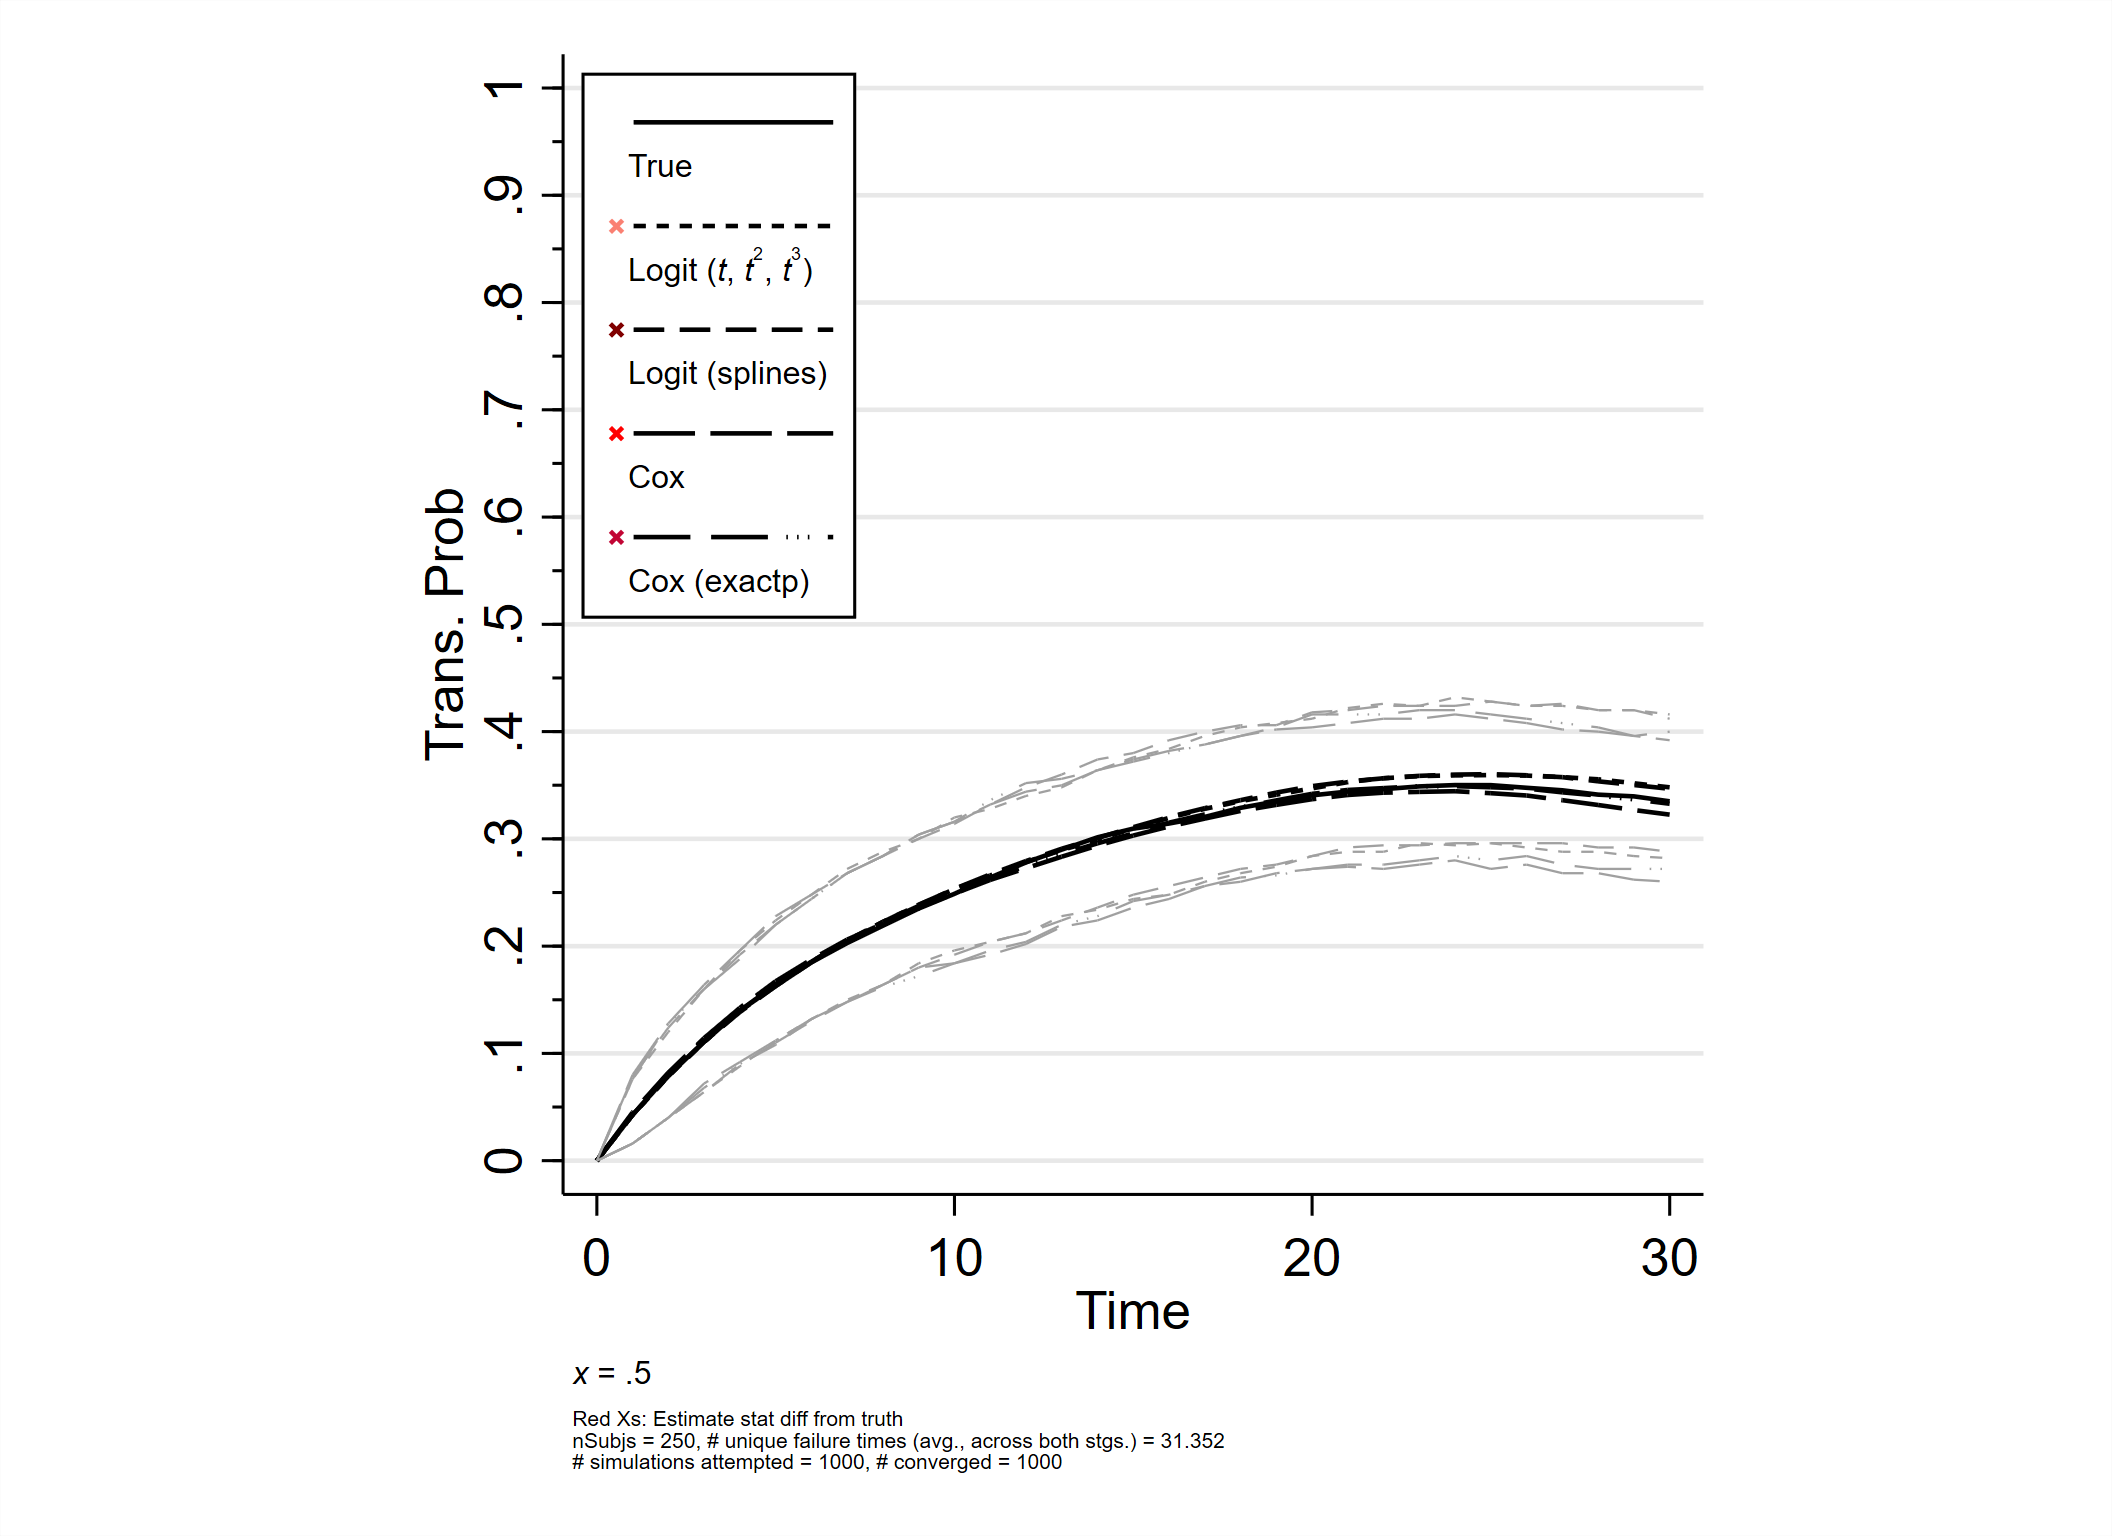 1
.9
.8
.7
.6
.5
.4
.3
.2
.1
0
Trans. Prob
True
Logit (t, t², t³)
Logit (splines)
Cox
Cox (exactp)
0 10 20 30
Time
x = .5
Red Xs: Estimate stat diff from truth
nSubjs = 250, # unique failure times (avg., across both stgs.) = 31.352
# simulations attempted = 1000, # converged = 1000